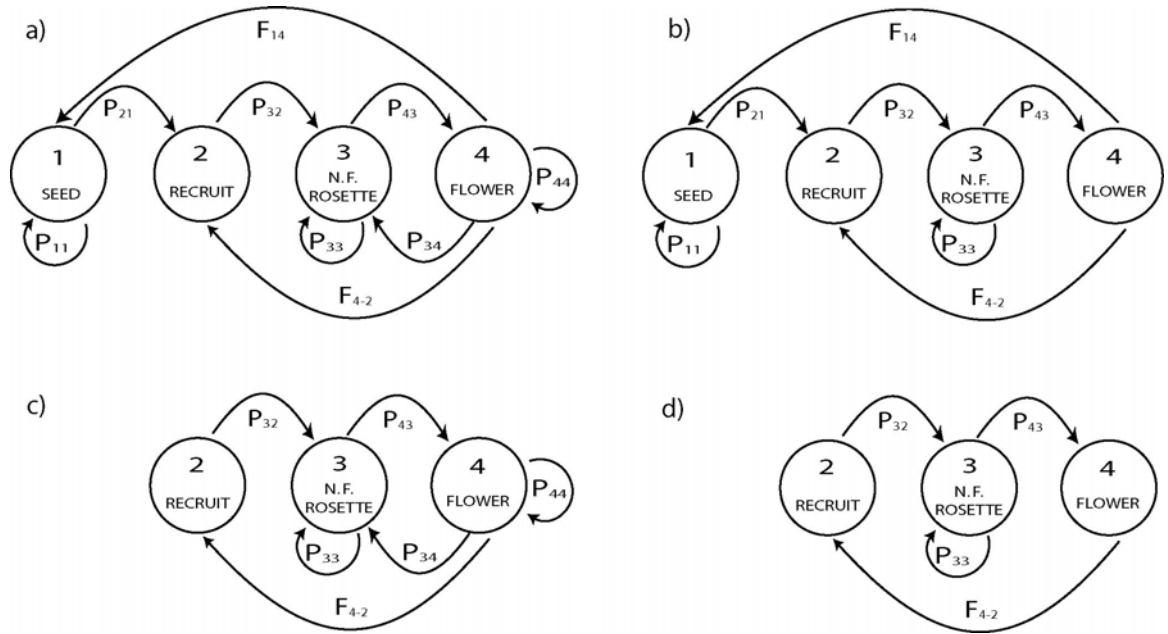 a)
F₁₄
P₂₁
P₃₂
P₄₃
1
SEED
2
RECRUIT
3
N.F.
ROSETTE
4
FLOWER
P₄₄
P₁₁
P₃₃
P₃₄
F₄₋₂
b)
F₁₄
P₂₁
P₃₂
P₄₃
1
SEED
2
RECRUIT
3
N.F.
ROSETTE
4
FLOWER
P₁₁
P₃₃
F₄₋₂
c)
P₃₂
P₄₃
2
RECRUIT
3
N.F.
ROSETTE
4
FLOWER
P₄₄
P₃₃
P₃₄
F₄₋₂
d)
P₃₂
P₄₃
2
RECRUIT
3
N.F.
ROSETTE
4
FLOWER
P₃₃
F₄₋₂